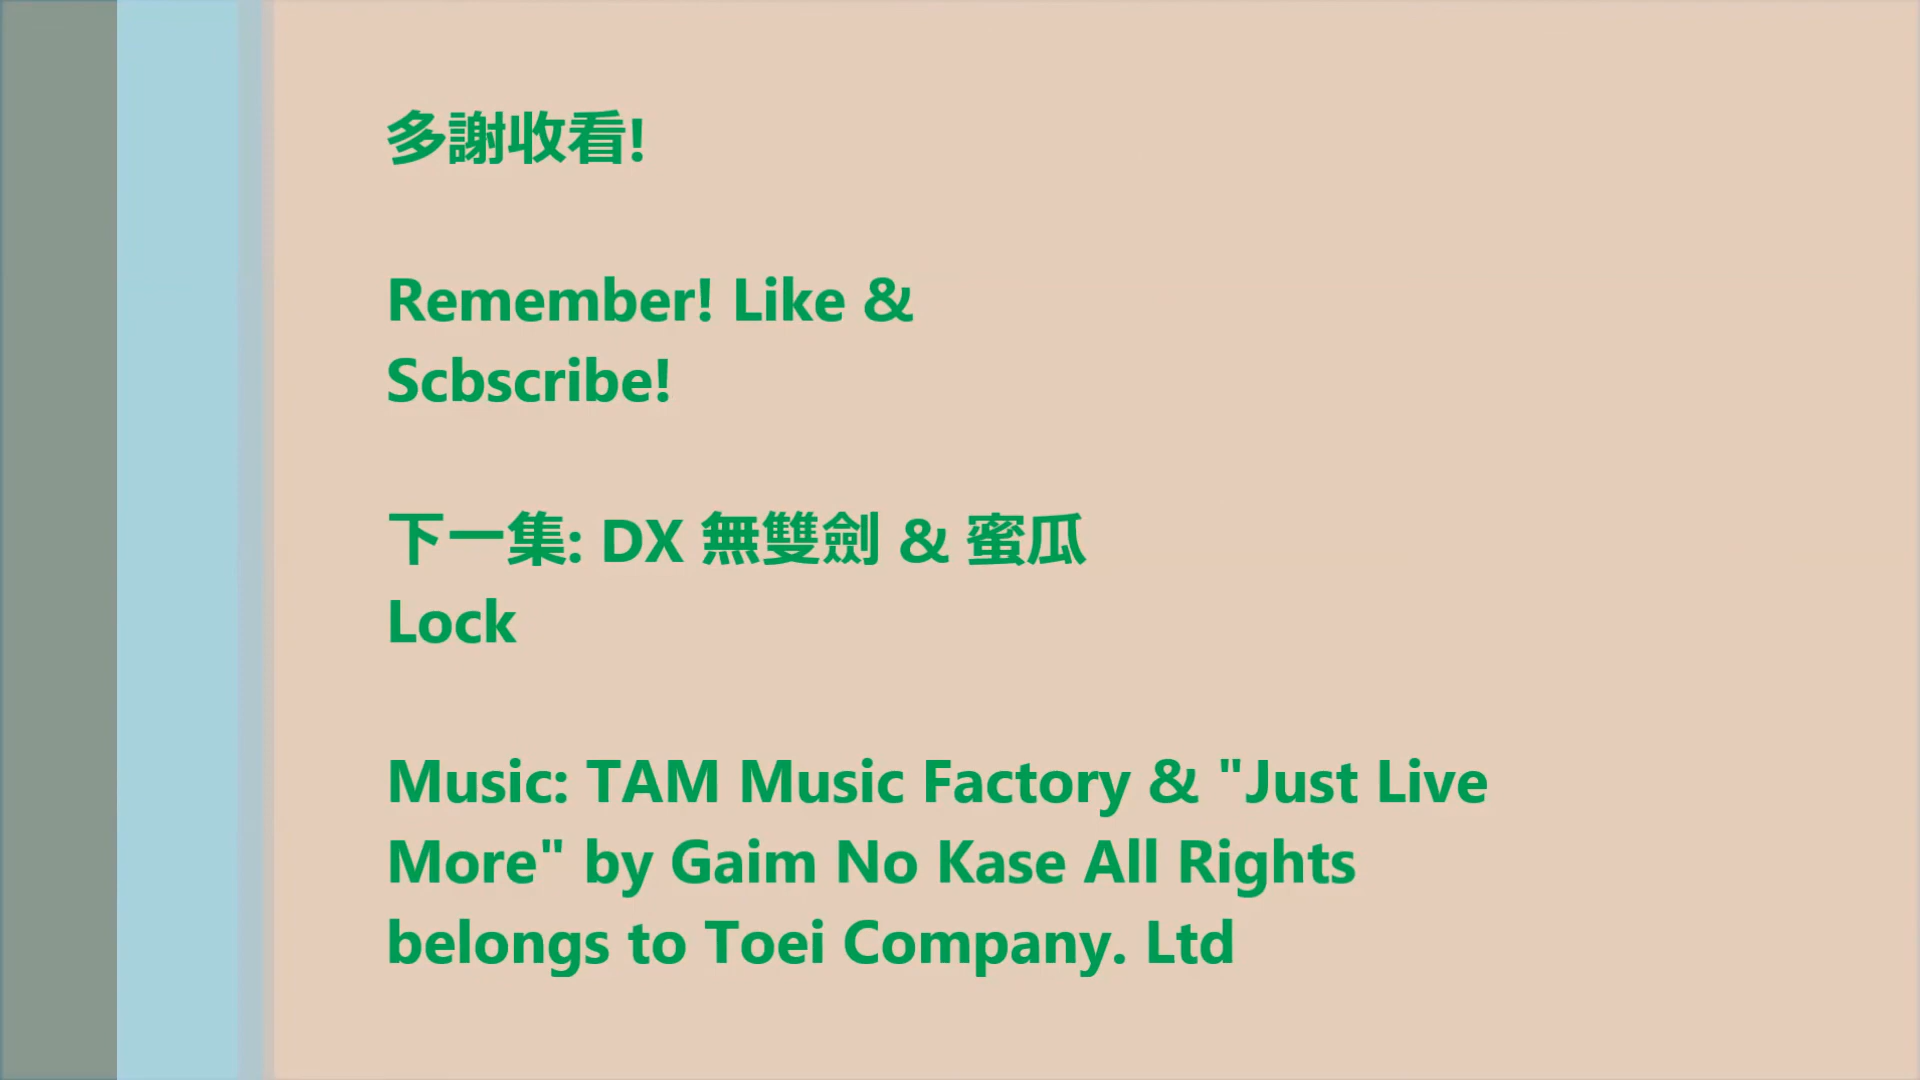 多謝收看!
Remember! Like &
Scbscribe!
下一集: DX 無雙劍 & 蜜瓜
Lock
Music: TAM Music Factory & "Just Live
More" by Gaim No Kase All Rights
belongs to Toei Company. Ltd